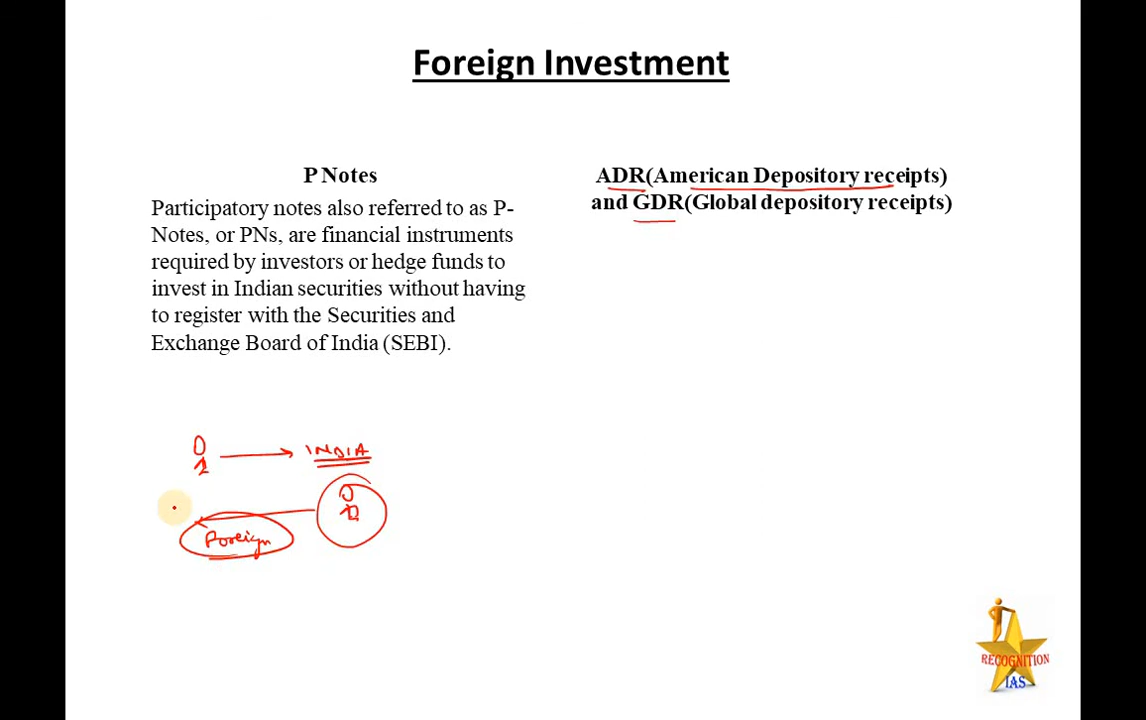 Foreign Investment
P Notes
Participatory notes also referred to as P-
Notes, or PNs, are financial instruments
required by investors or hedge funds to
invest in Indian securities without having
to register with the Securities and
Exchange Board of India (SEBI).
ADR(American Depository receipts)
and GDR(Global depository receipts)
INDIA
Foreign
RECOGNITION
IAS